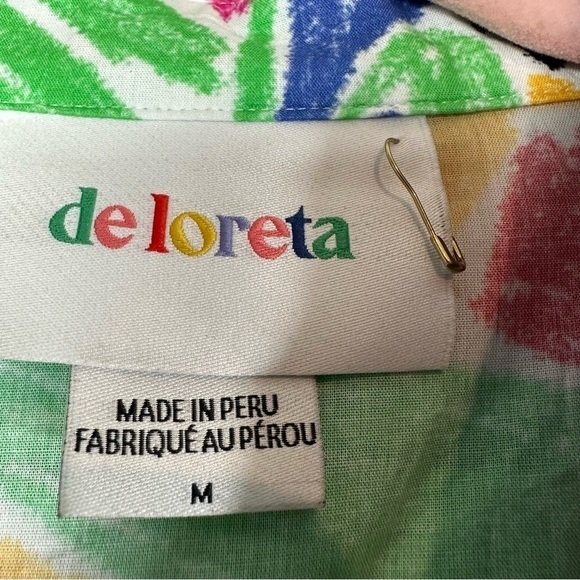 de loreta
MADE IN PERU
FABRIQUÉ AU PÉROU
M